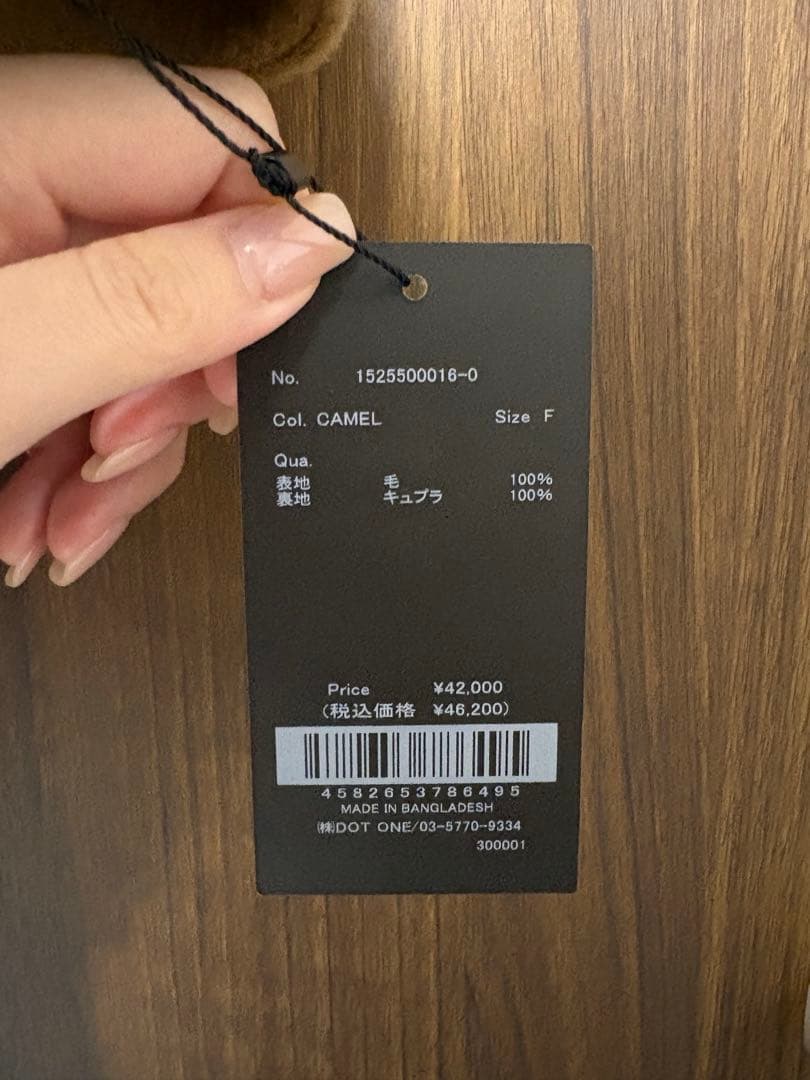 No. 1525500016-0
Col. CAMEL Size F
Qua.
表地 毛 100%
裏地 キュプラ 100%
Price ¥42,000
(税込価格 ¥46,200)
4582653786495
MADE IN BANGLADESH
㈱DOT ONE/03-5770-9334
300001